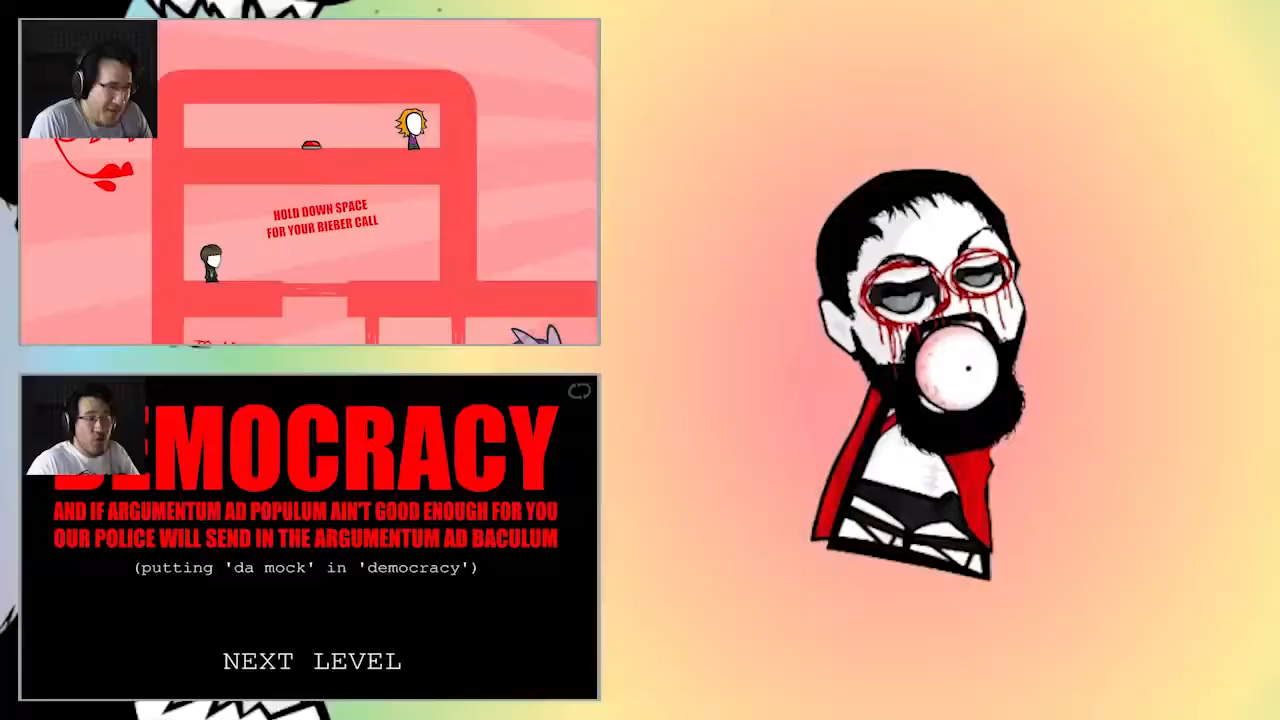 HOLD DOWN SPACE
FOR YOUR BIEBER CALL
DEMOCRACY
AND IF ARGUMENTUM AD POPULUM AIN'T GOOD ENOUGH FOR YOU
OUR POLICE WILL SEND IN THE ARGUMENTUM AD BACULUM
(putting 'da mock' in 'democracy')
NEXT LEVEL